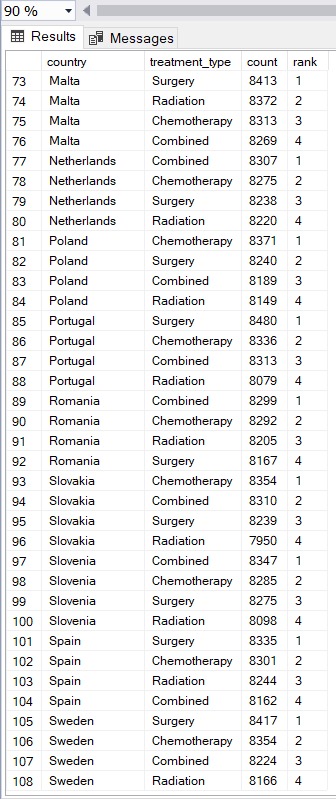 90 %
Results Messages
country treatment_type count rank
73 Malta Surgery 8413 1
74 Malta Radiation 8372 2
75 Malta Chemotherapy 8313 3
76 Malta Combined 8269 4
77 Netherlands Combined 8307 1
78 Netherlands Chemotherapy 8275 2
79 Netherlands Surgery 8238 3
80 Netherlands Radiation 8220 4
81 Poland Chemotherapy 8371 1
82 Poland Surgery 8240 2
83 Poland Combined 8189 3
84 Poland Radiation 8149 4
85 Portugal Surgery 8480 1
86 Portugal Chemotherapy 8336 2
87 Portugal Combined 8313 3
88 Portugal Radiation 8079 4
89 Romania Combined 8299 1
90 Romania Chemotherapy 8292 2
91 Romania Radiation 8205 3
92 Romania Surgery 8167 4
93 Slovakia Chemotherapy 8354 1
94 Slovakia Combined 8310 2
95 Slovakia Surgery 8239 3
96 Slovakia Radiation 7950 4
97 Slovenia Combined 8347 1
98 Slovenia Chemotherapy 8285 2
99 Slovenia Surgery 8275 3
100 Slovenia Radiation 8098 4
101 Spain Surgery 8335 1
102 Spain Chemotherapy 8301 2
103 Spain Radiation 8244 3
104 Spain Combined 8162 4
105 Sweden Surgery 8417 1
106 Sweden Chemotherapy 8354 2
107 Sweden Combined 8224 3
108 Sweden Radiation 8166 4